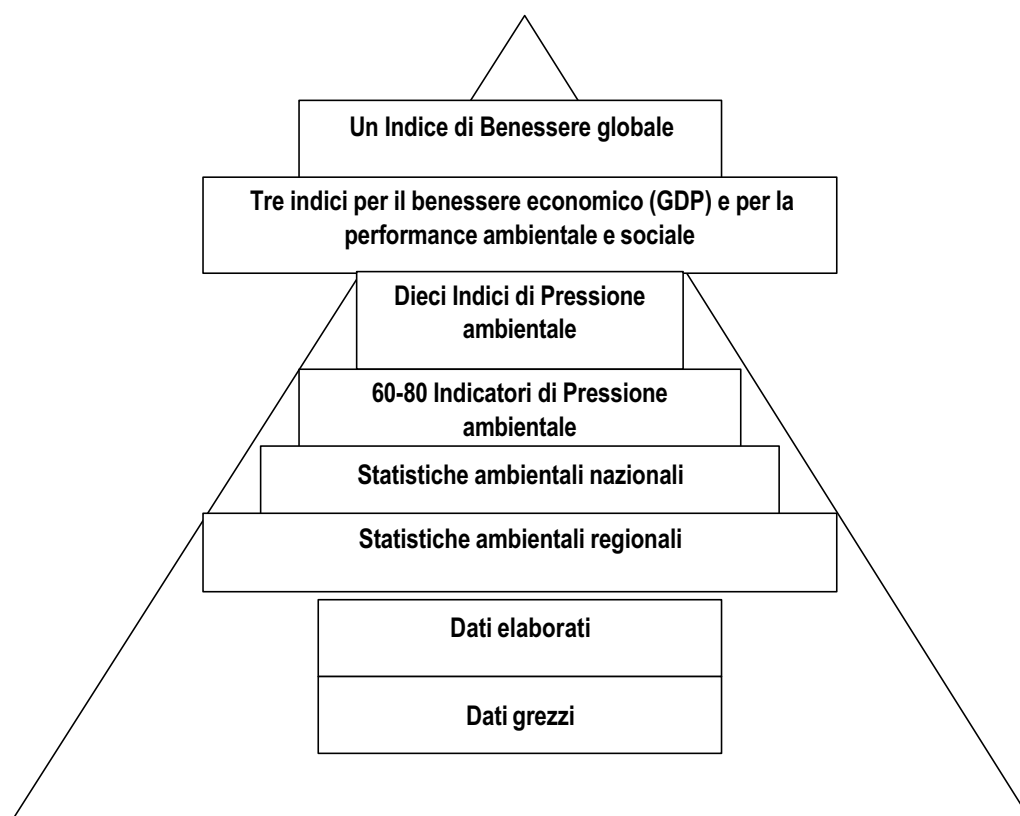 Un Indice di Benessere globale
Tre indici per il benessere economico (GDP) e per la
performance ambientale e sociale
Dieci Indici di Pressione
ambientale
60-80 Indicatori di Pressione
ambientale
Statistiche ambientali nazionali
Statistiche ambientali regionali
Dati elaborati
Dati grezzi